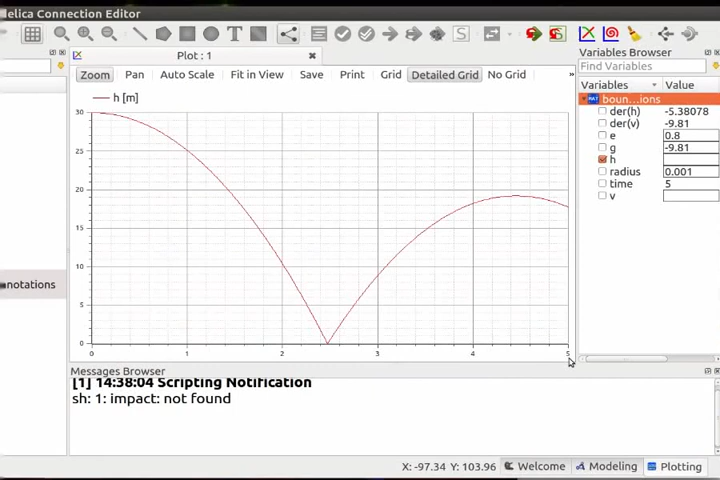 elica Connection Editor
Plot : 1
Zoom Pan Auto Scale Fit in View Save Print Grid Detailed Grid No Grid »
h [m]
30
25
20
15
10
5
0
0 1 2 3 4 5
Variables Browser
Find Variables
Variables Value
boun...ions
der(h) -5.38078
der(v) -9.81
e 0.8
g -9.81
h
radius 0.001
time 5
v
notations
Messages Browser
[1] 14:38:04 Scripting Notification
sh: 1: impact: not found
X: -97.34 Y: 103.96 Welcome Modeling Plotting